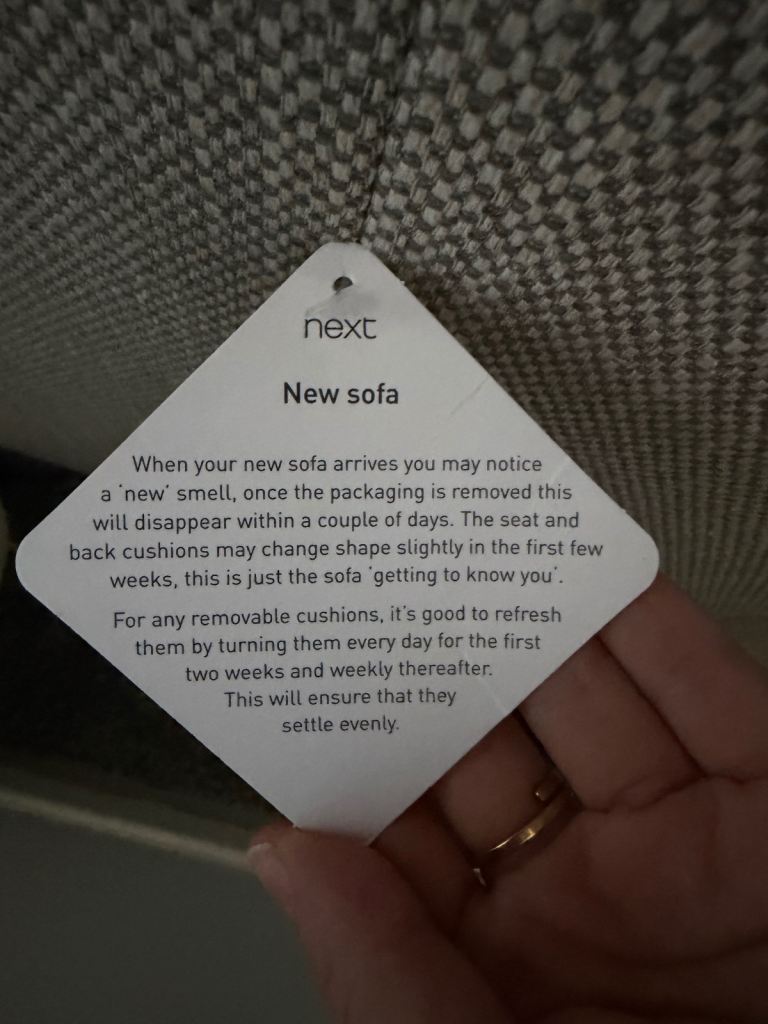 next
New sofa
When your new sofa arrives you may notice
a 'new' smell, once the packaging is removed this
will disappear within a couple of days. The seat and
back cushions may change shape slightly in the first few
weeks, this is just the sofa 'getting to know you'.
For any removable cushions, it's good to refresh
them by turning them every day for the first
two weeks and weekly thereafter.
This will ensure that they
settle evenly.